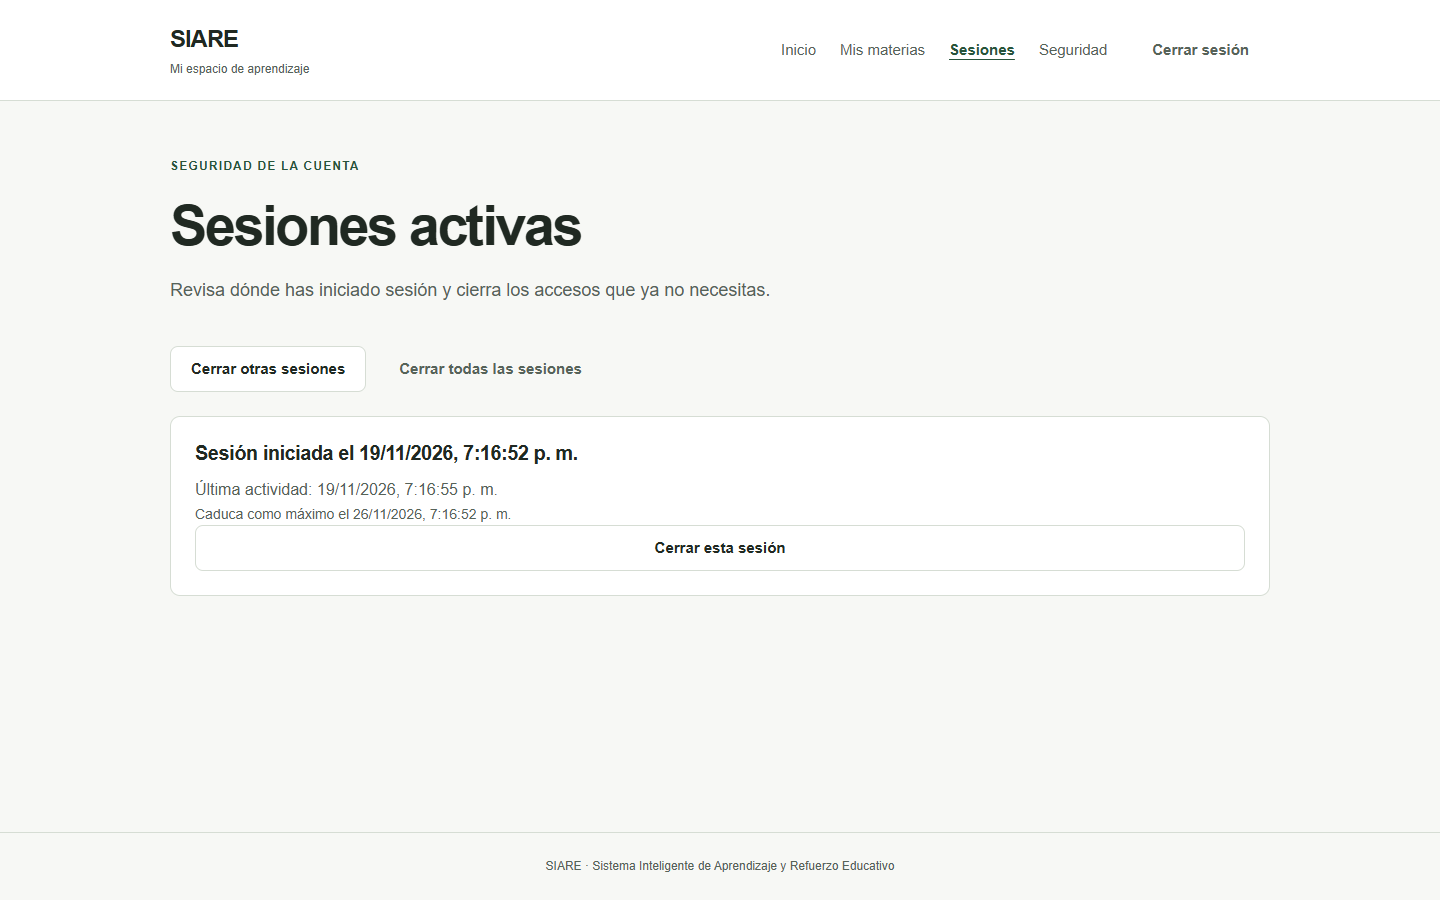 SIARE
Mi espacio de aprendizaje
Inicio
Mis materias
Sesiones
Seguridad
Cerrar sesión
SEGURIDAD DE LA CUENTA
Sesiones activas
Revisa dónde has iniciado sesión y cierra los accesos que ya no necesitas.
Cerrar otras sesiones
Cerrar todas las sesiones
Sesión iniciada el 19/11/2026, 7:16:52 p. m.
Última actividad: 19/11/2026, 7:16:55 p. m.
Caduca como máximo el 26/11/2026, 7:16:52 p. m.
Cerrar esta sesión
SIARE · Sistema Inteligente de Aprendizaje y Refuerzo Educativo